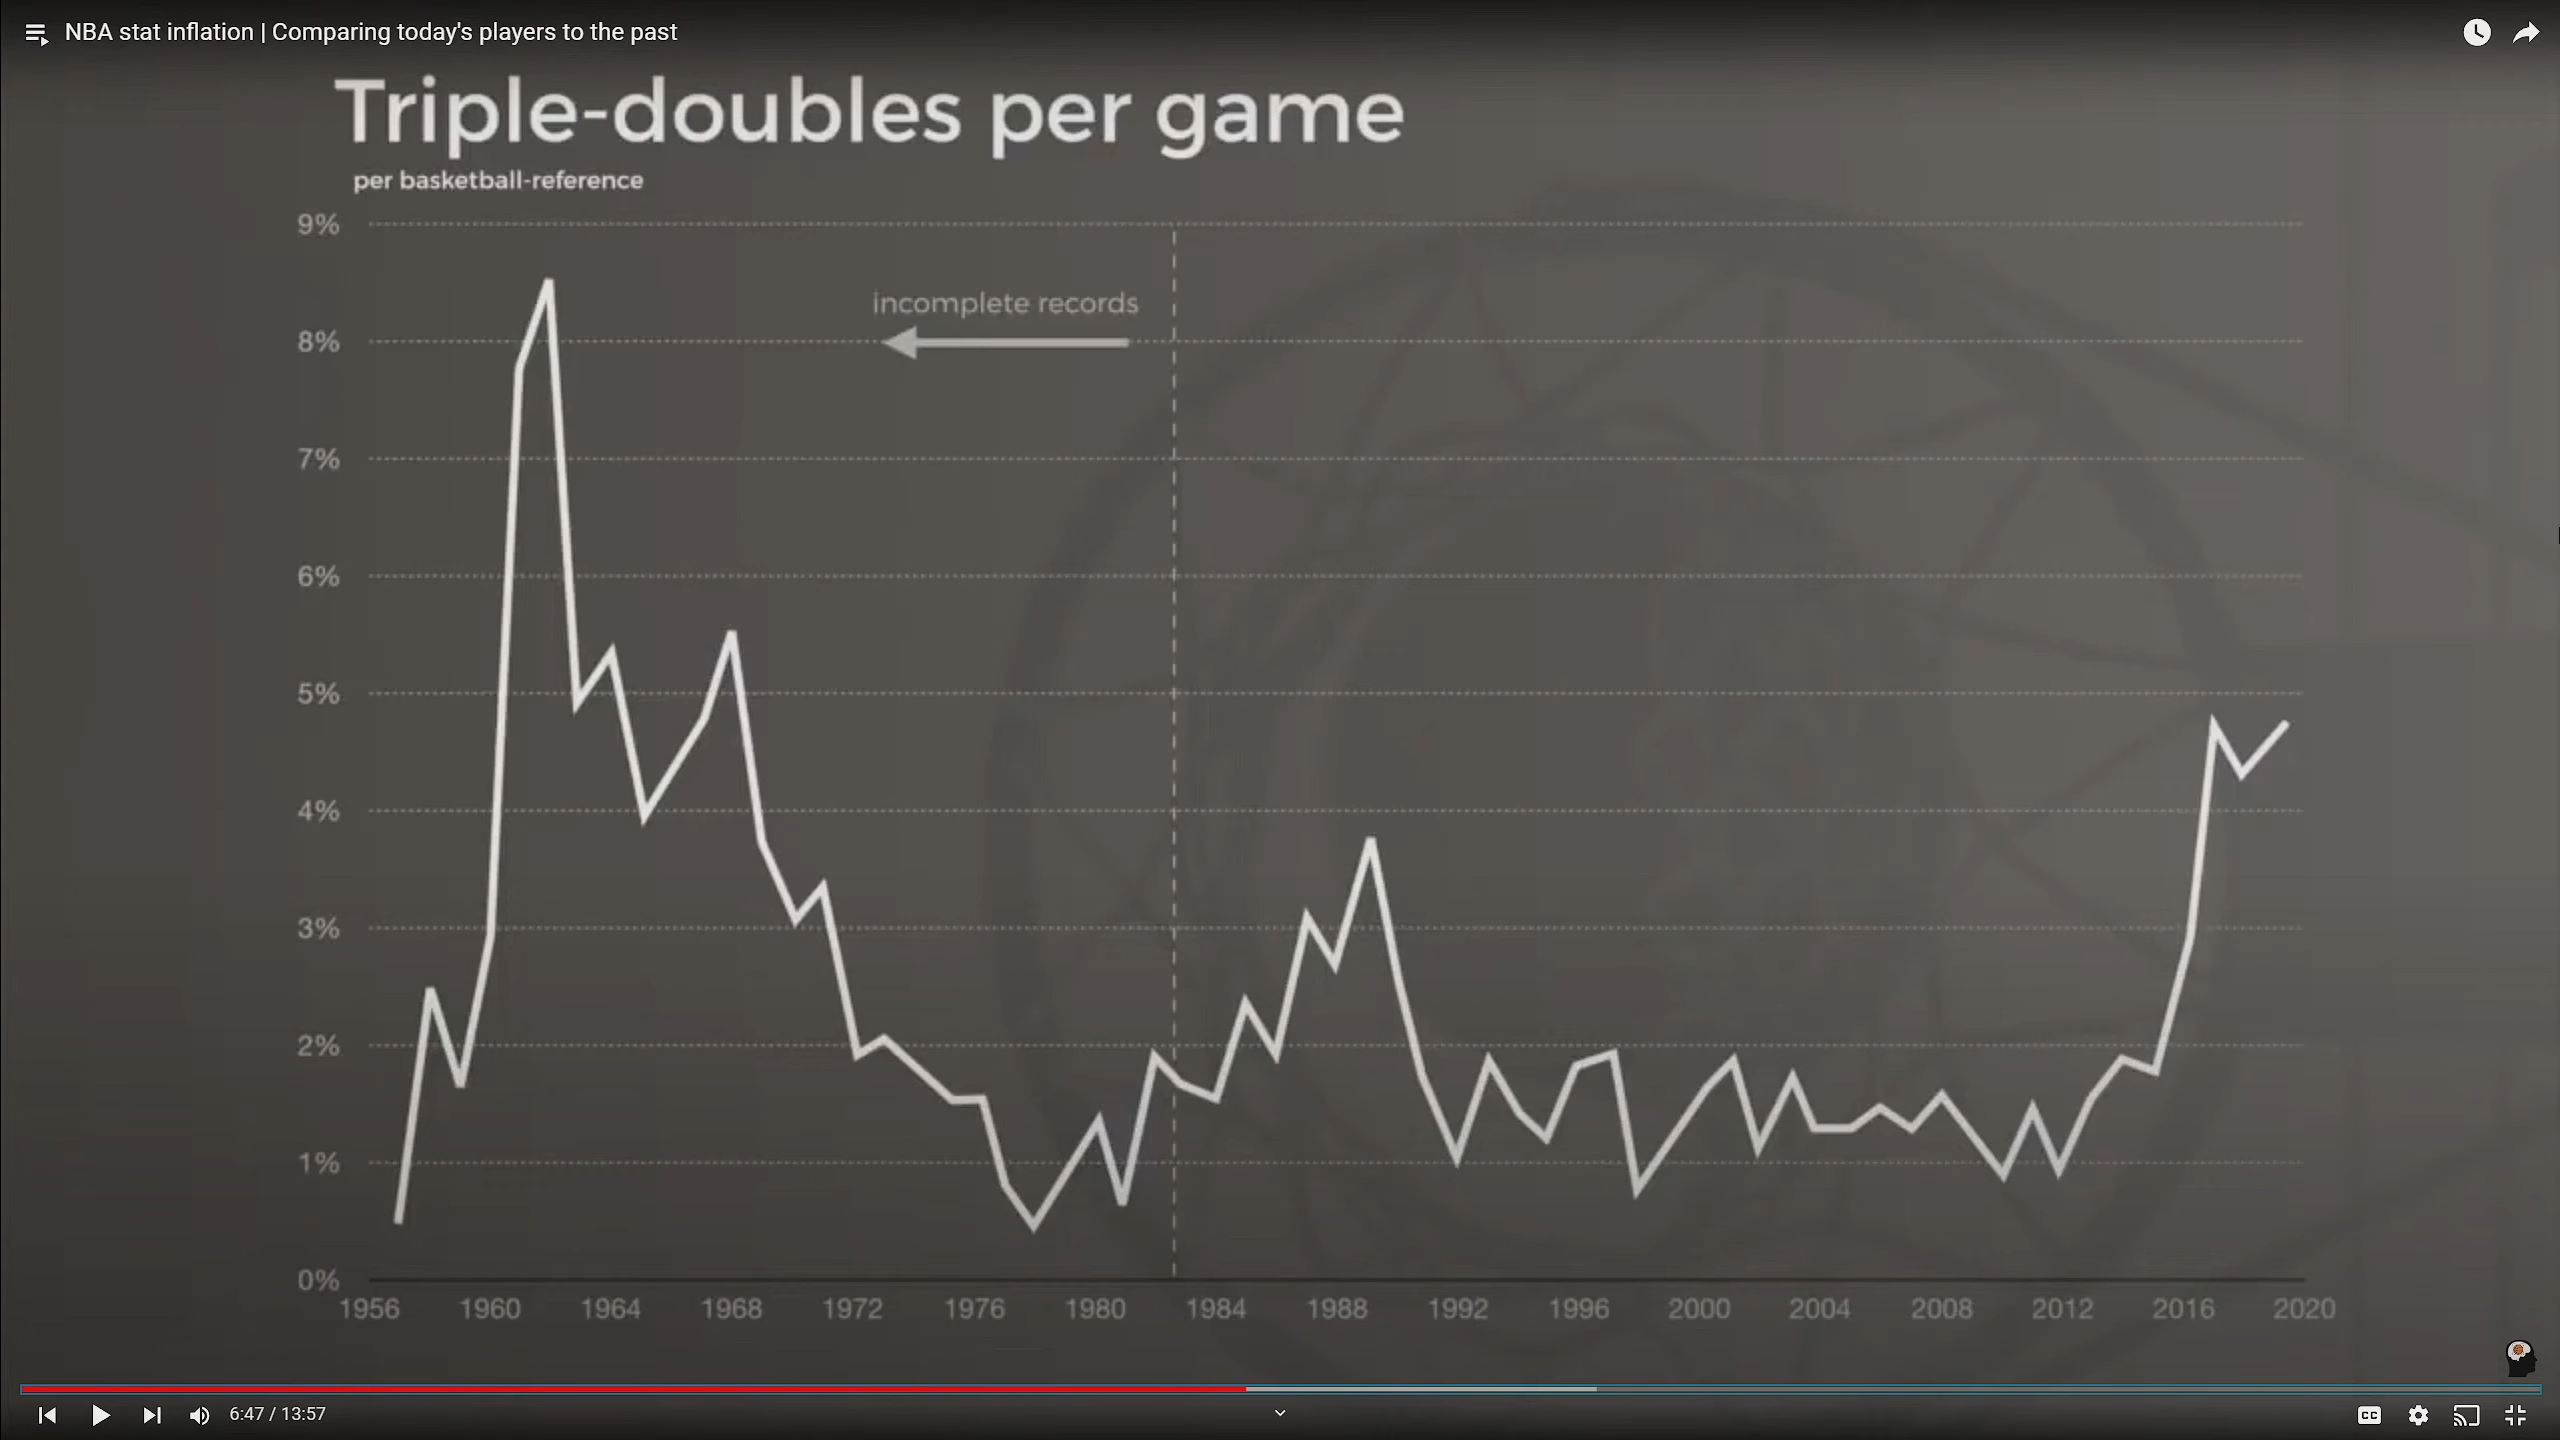 NBA stat inflation | Comparing today's players to the past
Triple-doubles per game
per basketball-reference
9%
incomplete records
8%
7%
6%
5%
4%
3%
2%
1%
0%
1956 1960 1964 1968 1972 1976 1980 1984 1988 1992 1996 2000 2004 2008 2012 2016 2020
6:47 / 13:57
CC